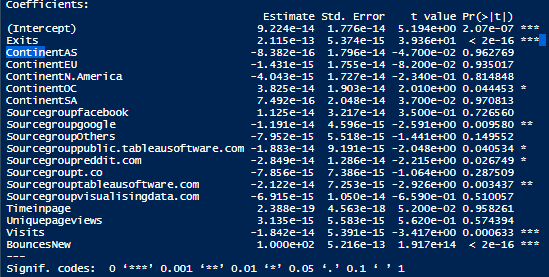 Coefficients:
Estimate Std. Error t value Pr(>|t|)
(Intercept) 9.224e-14 1.776e-14 5.194e+00 2.07e-07 ***
Exits 2.115e-13 5.374e-15 3.936e+01 < 2e-16 ***
ContinentAS -8.382e-16 1.796e-14 -4.700e-02 0.962769
ContinentEU -1.431e-15 1.755e-14 -8.200e-02 0.935017
ContinentN.America -4.043e-15 1.727e-14 -2.340e-01 0.814848
ContinentOC 3.825e-14 1.903e-14 2.010e+00 0.044453 *
ContinentSA 7.492e-16 2.048e-14 3.700e-02 0.970813
Sourcegroupfacebook 1.125e-14 3.217e-14 3.500e-01 0.726560
Sourcegroupgoogle -1.191e-14 4.596e-15 -2.591e+00 0.009580 **
SourcegroupOthers -7.952e-15 5.518e-15 -1.441e+00 0.149552
Sourcegrouppublic.tableausoftware.com -1.883e-14 9.191e-15 -2.048e+00 0.040534 *
Sourcegroupreddit.com -2.849e-14 1.286e-14 -2.215e+00 0.026749 *
Sourcegroupt.co -7.856e-15 7.386e-15 -1.064e+00 0.287509
Sourcegrouptableausoftware.com -2.122e-14 7.253e-15 -2.926e+00 0.003437 **
Sourcegroupvisualisingdata.com -6.915e-15 1.050e-14 -6.590e-01 0.510057
Timeinpage 2.388e-19 4.563e-18 5.200e-02 0.958261
Uniquepageviews 3.135e-15 5.583e-15 5.620e-01 0.574394
Visits -1.842e-14 5.391e-15 -3.417e+00 0.000633 ***
BouncesNew 1.000e+02 5.216e-13 1.917e+14 < 2e-16 ***
---
Signif. codes: 0 ‘***’ 0.001 ‘**’ 0.01 ‘*’ 0.05 ‘.’ 0.1 ‘ ’ 1